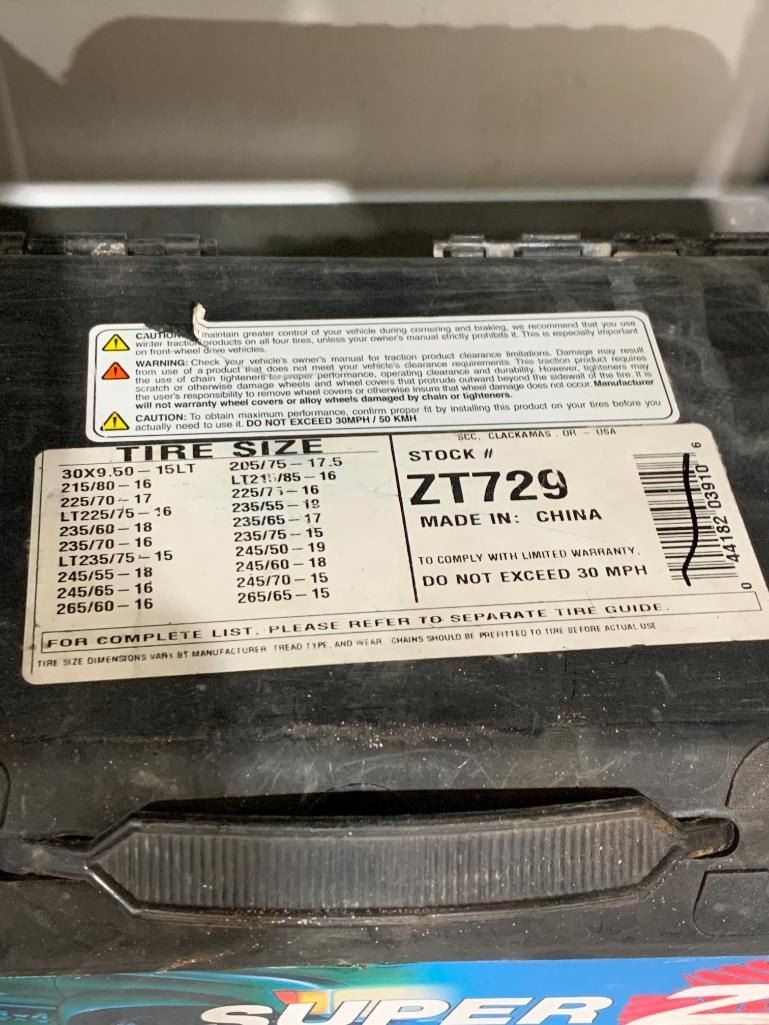 CAUTION: To maintain greater control of your vehicle during cornering and braking, we recommend that you use
winter traction products on all four tires, unless your owner's manual strictly prohibits it. This is especially important
on front-wheel drive vehicles.
WARNING: Check your vehicle's owner's manual for traction product clearance limitations. Damage may result
from use of a product that does not meet your vehicle's clearance requirements. This traction product requires
the use of chain tighteners for proper performance, operating clearance and durability. However, tighteners may
scratch or otherwise damage wheels and wheel covers that protrude outward beyond the sidewall of the tire. It is
the user's responsibility to remove wheel covers or otherwise insure that wheel damage does not occur. Manufacturer
will not warranty wheel covers or alloy wheels damaged by chain or tighteners.
CAUTION: To obtain maximum performance, confirm proper fit by installing this product on your tires before you
actually need to use it. DO NOT EXCEED 30MPH / 50 KMH
SCC, CLACKAMAS, OR - USA
TIRE SIZE
30X9.50-15LT
215/80-16
225/70-17
LT225/75-16
235/60-18
235/70-16
LT235/75-15
245/55-18
245/65-16
265/60-16
205/75-17.5
LT215/85-16
225/75-16
235/55-19
235/65-17
235/75-15
245/50-19
245/60-18
245/70-15
265/65-15
STOCK #
ZT729
MADE IN: CHINA
TO COMPLY WITH LIMITED WARRANTY,
DO NOT EXCEED 30 MPH
0 44182 03910 6
FOR COMPLETE LIST, PLEASE REFER TO SEPARATE TIRE GUIDE.
TIRE SIZE DIMENSIONS VARY BY MANUFACTURER TREAD TYPE, AND WEAR CHAINS SHOULD BE PREFITTED TO TIRE BEFORE ACTUAL USE
SUPER Z